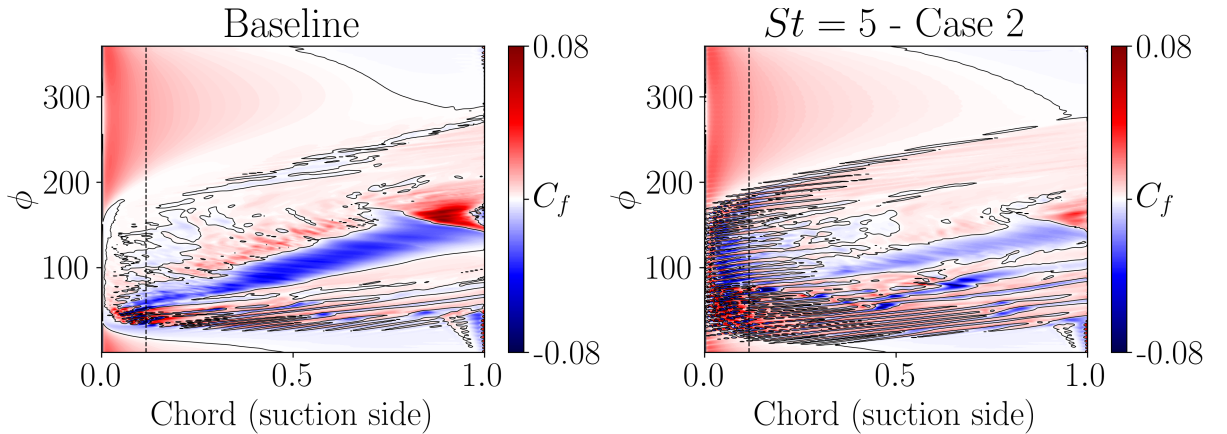 Baseline
0.08
C_f
-0.08
300
200
100
ϕ
0.0
0.5
1.0
Chord (suction side)
St = 5 - Case 2
0.08
C_f
-0.08
300
200
100
ϕ
0.0
0.5
1.0
Chord (suction side)